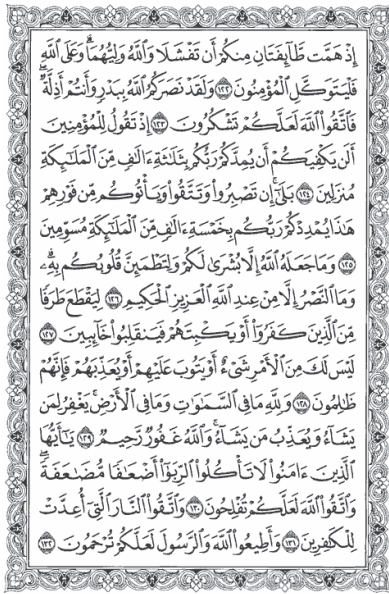 إِذْ هَمَّت طَّآئِفَتَانِ مِنكُمْ أَن تَفْشَلَا وَٱللَّهُ وَلِيُّهُمَا ۗ وَعَلَى ٱللَّهِ
فَلْيَتَوَكَّلِ ٱلْمُؤْمِنُونَ ۝١٢٢ وَلَقَدْ نَصَرَكُمُ ٱللَّهُ بِبَدْرٍ وَأَنتُمْ أَذِلَّةٌ ۖ
فَٱتَّقُوا۟ ٱللَّهَ لَعَلَّكُمْ تَشْكُرُونَ ۝١٢٣ إِذْ تَقُولُ لِلْمُؤْمِنِينَ
أَلَن يَكْفِيَكُمْ أَن يُمِدَّكُمْ رَبُّكُم بِثَلَٰثَةِ ءَالَٰفٍ مِّنَ ٱلْمَلَٰٓئِكَةِ
مُنزَلِينَ ۝١٢٤ بَلَىٰٓ ۚ إِن تَصْبِرُوا۟ وَتَتَّقُوا۟ وَيَأْتُوكُم مِّن فَوْرِهِمْ
هَٰذَا يُمْدِدْكُمْ رَبُّكُم بِخَمْسَةِ ءَالَٰفٍ مِّنَ ٱلْمَلَٰٓئِكَةِ مُسَوِّمِينَ
۝١٢٥ وَمَا جَعَلَهُ ٱللَّهُ إِلَّا بُشْرَىٰ لَكُمْ وَلِتَطْمَئِنَّ قُلُوبُكُم بِهِۦ ۗ
وَمَا ٱلنَّصْرُ إِلَّا مِنْ عِندِ ٱللَّهِ ٱلْعَزِيزِ ٱلْحَكِيمِ ۝١٢٦ لِيَقْطَعَ طَرَفًا
مِّنَ ٱلَّذِينَ كَفَرُوٓا۟ أَوْ يَكْبِتَهُمْ فَيَنقَلِبُوا۟ خَآئِبِينَ ۝١٢٧
لَيْسَ لَكَ مِنَ ٱلْأَمْرِ شَىْءٌ أَوْ يَتُوبَ عَلَيْهِمْ أَوْ يُعَذِّبَهُمْ فَإِنَّهُمْ
ظَٰلِمُونَ ۝١٢٨ وَلِلَّهِ مَا فِى ٱلسَّمَٰوَٰتِ وَمَا فِى ٱلْأَرْضِ ۚ يَغْفِرُ لِمَن
يَشَآءُ وَيُعَذِّبُ مَن يَشَآءُ ۚ وَٱللَّهُ غَفُورٌ رَّحِيمٌ ۝١٢٩ يَٰٓأَيُّهَا
ٱلَّذِينَ ءَامَنُوا۟ لَا تَأْكُلُوا۟ ٱلرِّبَوٰٓا۟ أَضْعَٰفًا مُّضَٰعَفَةً ۖ
وَٱتَّقُوا۟ ٱللَّهَ لَعَلَّكُمْ تُفْلِحُونَ ۝١٣٠ وَٱتَّقُوا۟ ٱلنَّارَ ٱلَّتِىٓ أُعِدَّتْ
لِلْكَٰفِرِينَ ۝١٣١ وَأَطِيعُوا۟ ٱللَّهَ وَٱلرَّسُولَ لَعَلَّكُمْ تُرْحَمُونَ ۝١٣٢